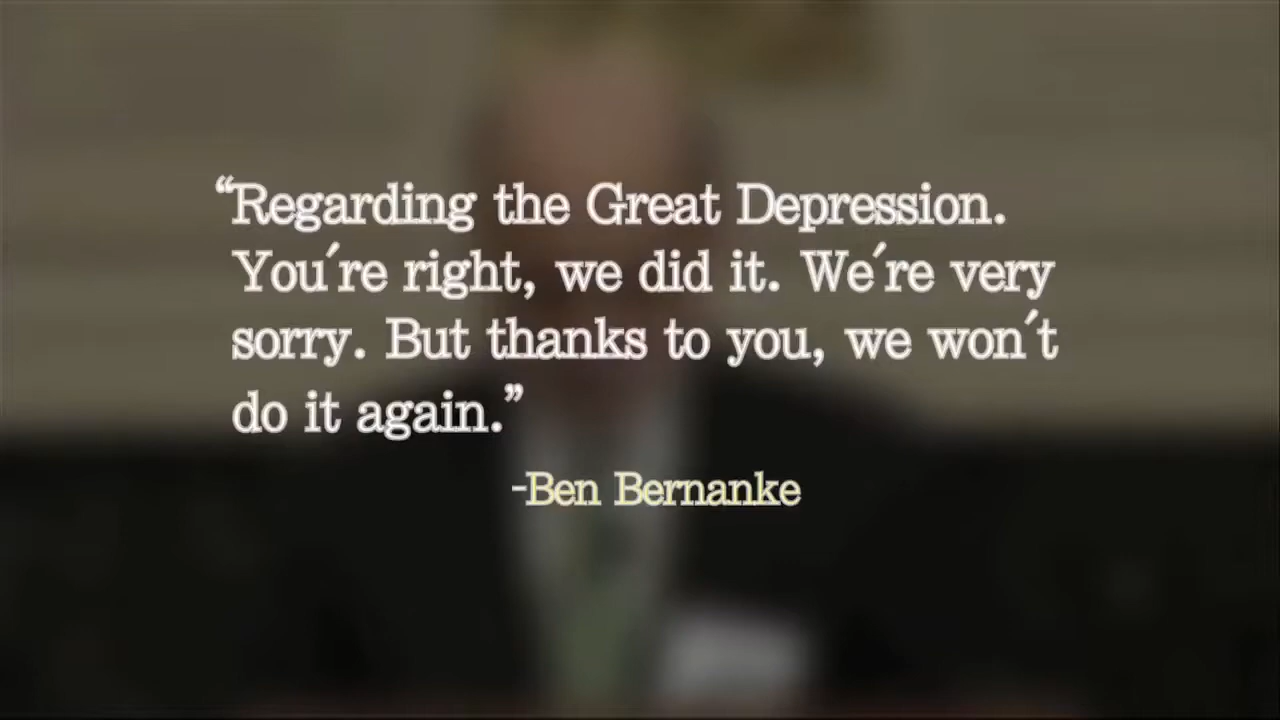 “Regarding the Great Depression.
You´re right, we did it. We´re very
sorry. But thanks to you, we won´t
do it again.”
-Ben Bernanke